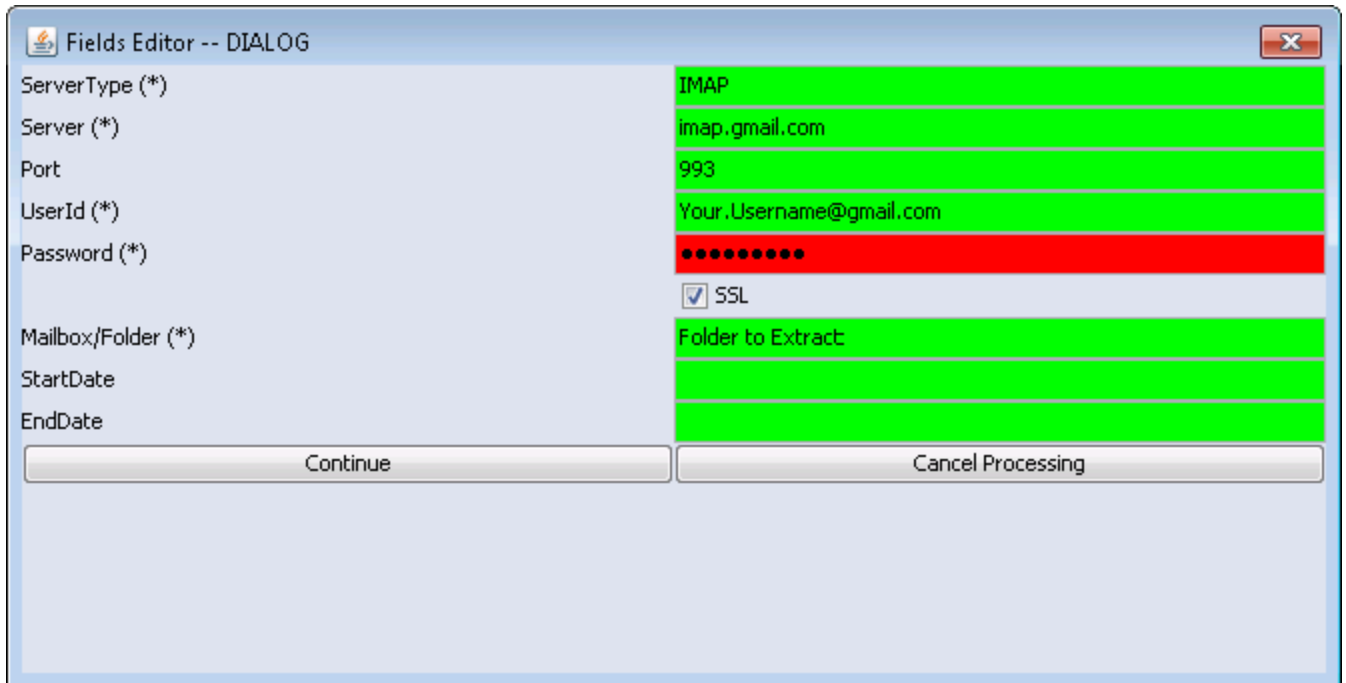 Fields Editor -- DIALOG
ServerType (*) IMAP
Server (*) imap.gmail.com
Port 993
UserId (*) Your.Username@gmail.com
Password (*) •••••••••
SSL
Mailbox/Folder (*) Folder to Extract
StartDate
EndDate
Continue Cancel Processing